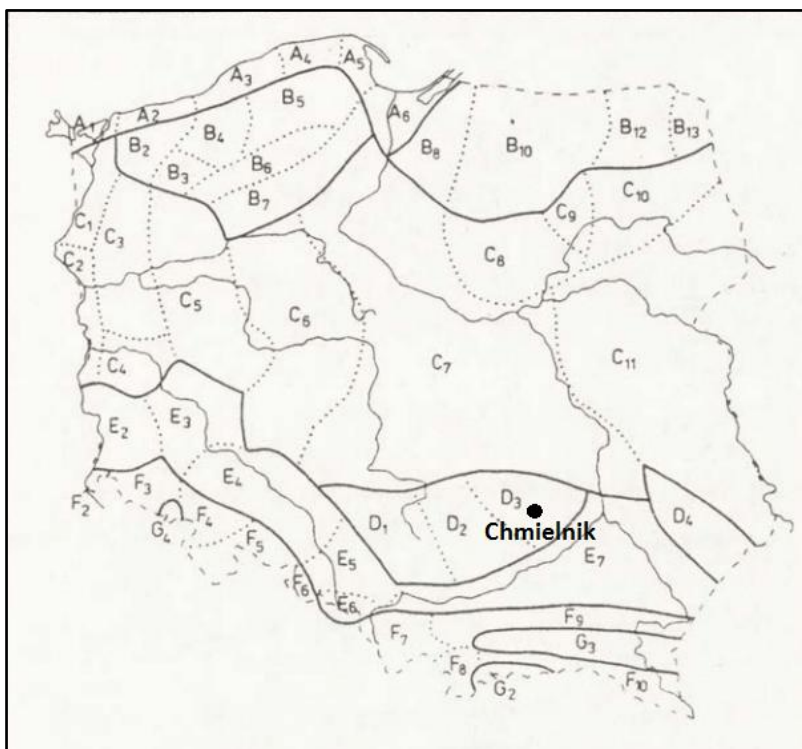 A₁ A₂ A₃ A₄ A₅
A₆
B₂ B₄ B₅
B₃ B₆
B₇
B₈ B₁₀ B₁₂ B₁₃
C₁ C₃
C₂
C₉ C₁₀
C₈
C₅ C₆
C₄ C₇ C₁₁
E₂ E₃
E₄
D₁ D₂ D₃ D₄
Chmielnik
F₂ F₃ G₄ F₄ F₅
E₅ E₇
F₆ E₆
F₇ F₉
F₈ G₃
G₂ F₁₀